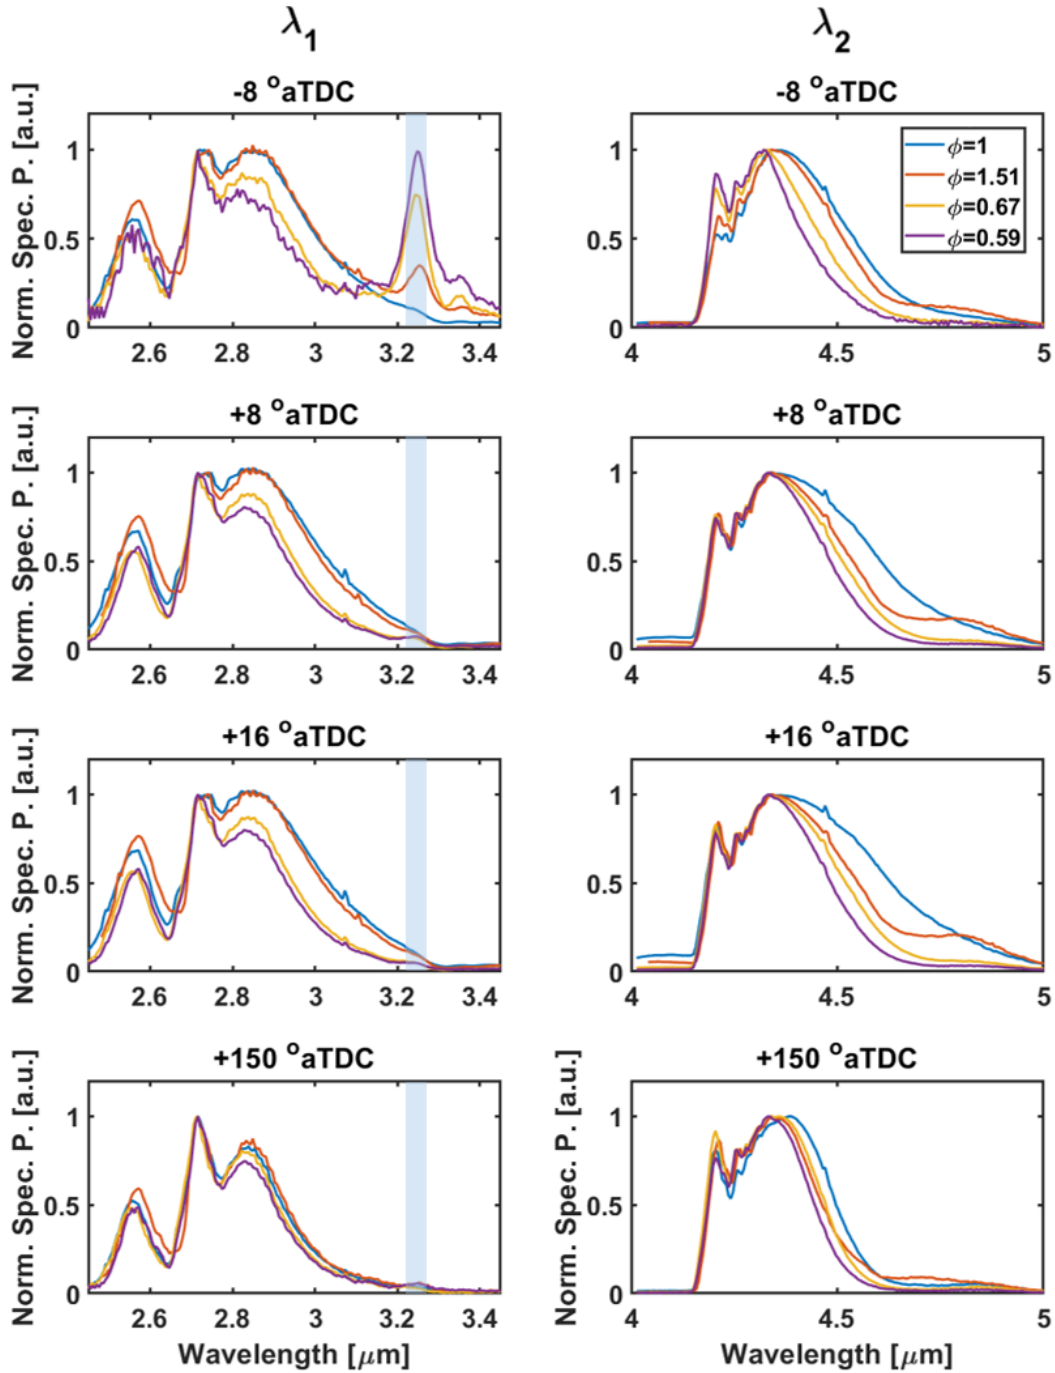 λ1 λ2
-8 °aTDC -8 °aTDC
Norm. Spec. P. [a.u.]
1
0.5
0
2.6 2.8 3 3.2 3.4
1
0.5
0
4 4.5 5
ϕ=1
ϕ=1.51
ϕ=0.67
ϕ=0.59
+8 °aTDC +8 °aTDC
Norm. Spec. P. [a.u.]
1
0.5
0
2.6 2.8 3 3.2 3.4
1
0.5
0
4 4.5 5
+16 °aTDC +16 °aTDC
Norm. Spec. P. [a.u.]
1
0.5
0
2.6 2.8 3 3.2 3.4
1
0.5
0
4 4.5 5
+150 °aTDC +150 °aTDC
Norm. Spec. P. [a.u.]
1
0.5
0
2.6 2.8 3 3.2 3.4
Wavelength [μm]
Norm. Spec. P. [a.u.]
1
0.5
0
4 4.5 5
Wavelength [μm]